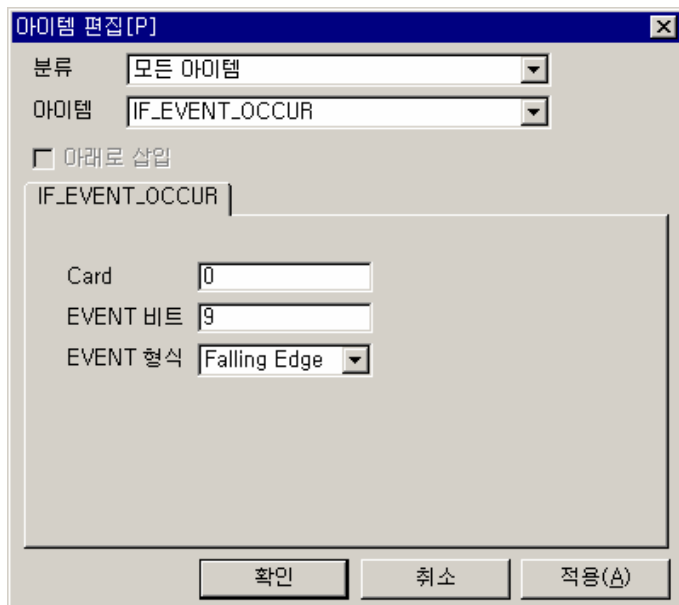 아이템 편집[P]
분류 모든 아이템
아이템 IF_EVENT_OCCUR
아래로 삽입
IF_EVENT_OCCUR
Card 0
EVENT 비트 9
EVENT 형식 Falling Edge
확인 취소 적용(A)